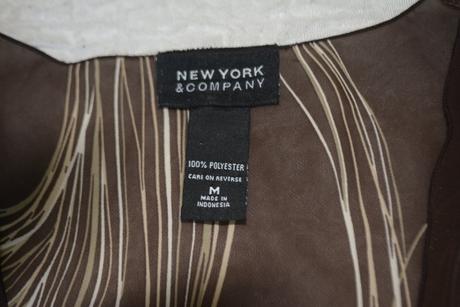 NEW YORK
& COMPANY
100% POLYESTER
CARE ON REVERSE
M
MADE IN
INDONESIA